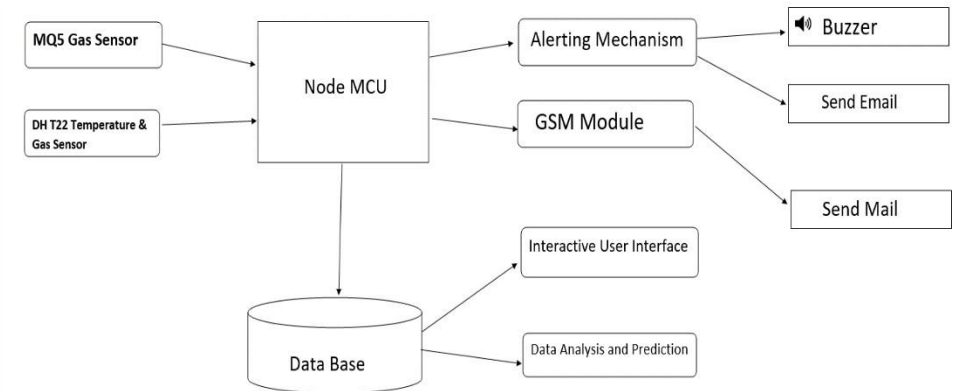 MQ5 Gas Sensor
DH T22 Temperature &
Gas Sensor
Node MCU
Alerting Mechanism
GSM Module
Buzzer
Send Email
Send Mail
Interactive User Interface
Data Base
Data Analysis and Prediction